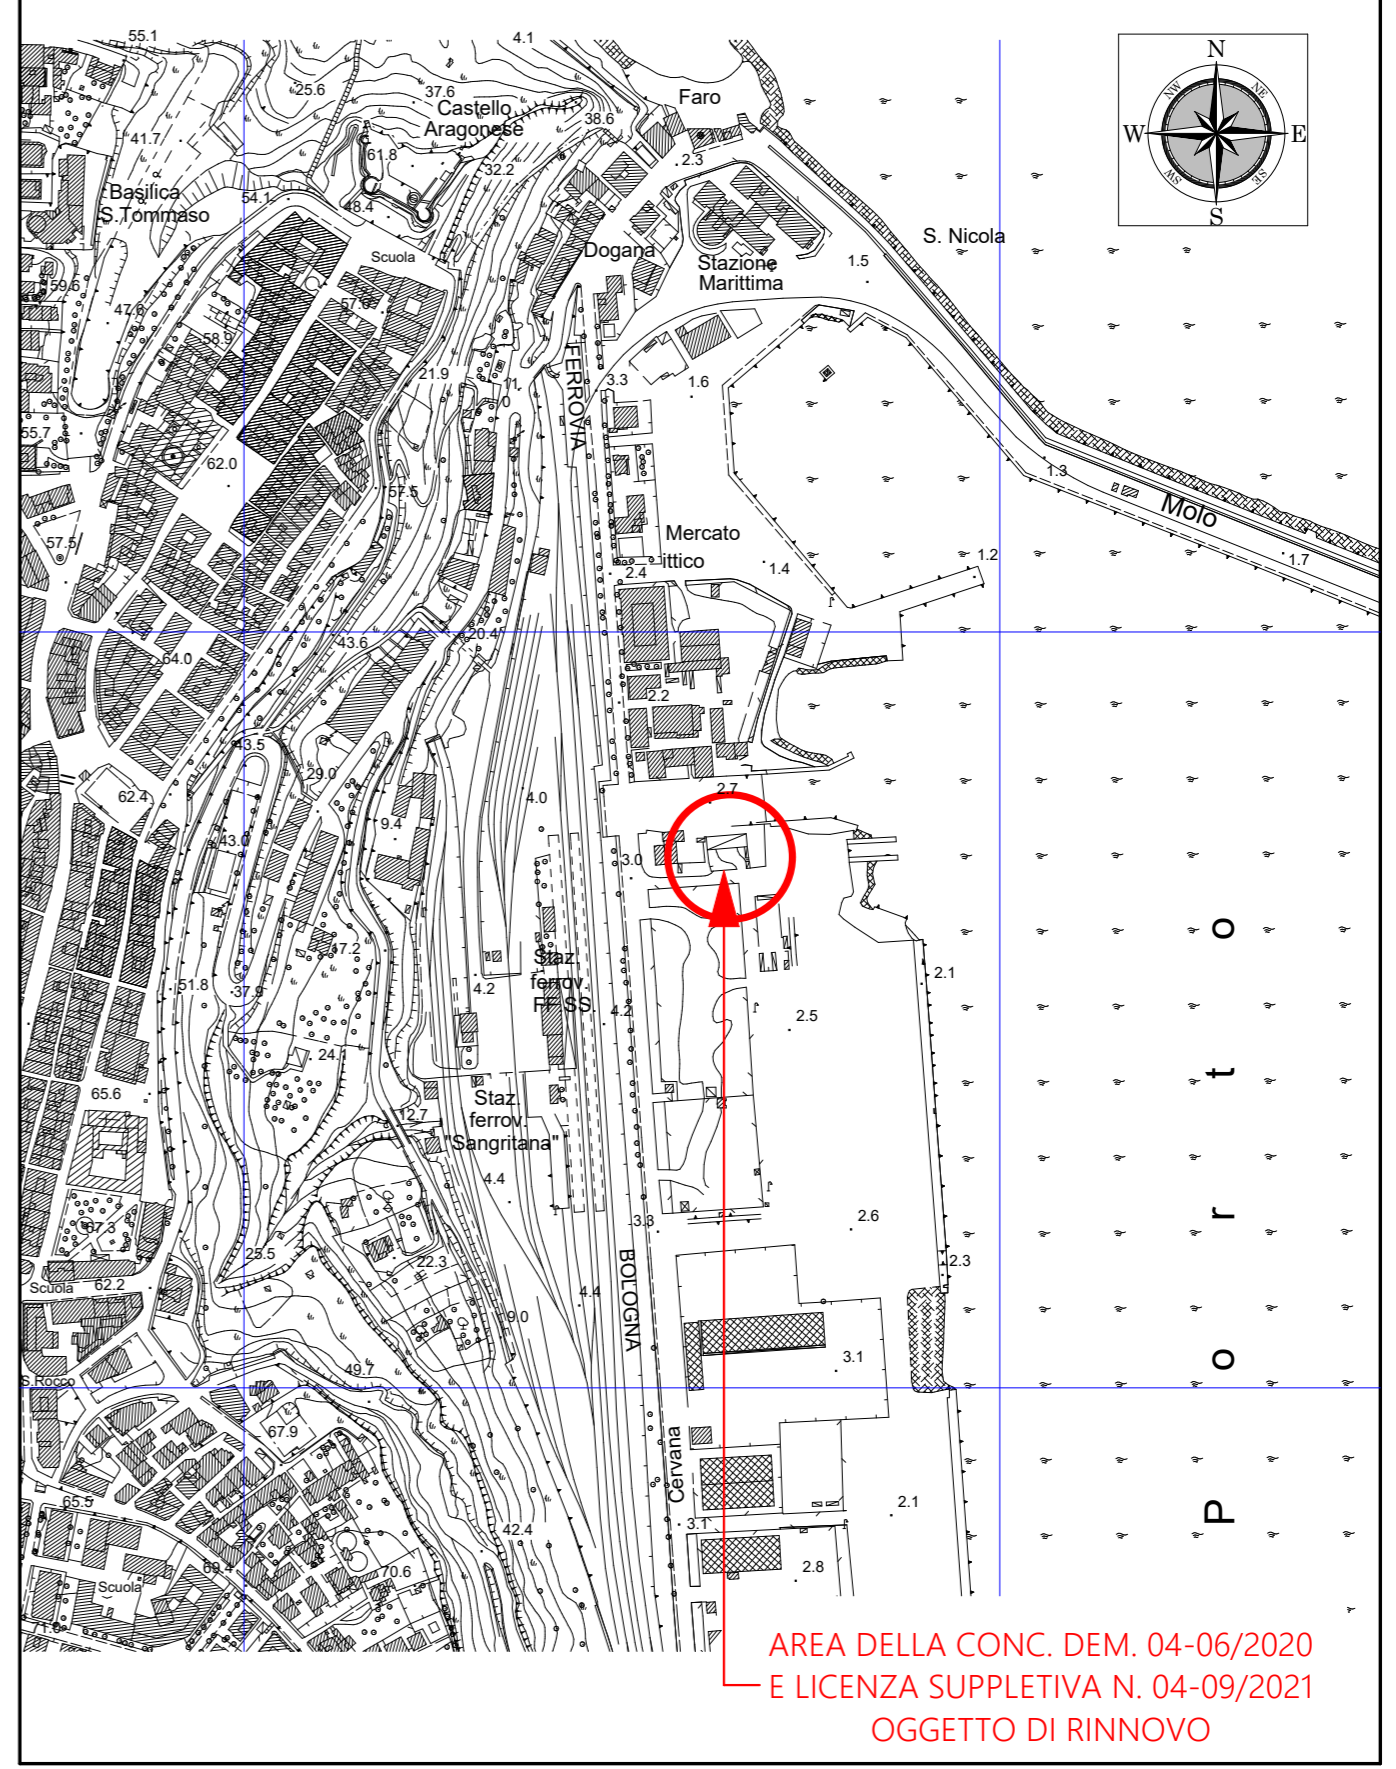 55.1
4.1
N
NW
NE
W
E
SW
SE
S
25.6
37.6
Castello
Aragonese
38.6
Faro
41.7
61.8
2.3
32.2
Basilica
S.Tommaso
54.1
48.4
S. Nicola
Scuola
Dogana
Stazione
Marittima
1.5
59.6
47.6
57.6
58.9
FERROVIA
21.9
3.3
1.6
55.7
62.0
57.5
1.3
Molo
57.5
Mercato
ittico
1.2
1.7
2.4
1.4
20.4
43.6
64.0
2.2
43.5
29.0
62.4
4.0
2.7
9.4
43.0
3.0
17.2
Staz.
ferrov.
FF.SS.
51.8
37.9
4.2
4.2
2.1
2.5
24.1
65.6
Staz.
ferrov.
"Sangritana"
12.7
4.4
67.3
3.3
2.6
25.5
22.3
2.3
Scuola
62.2
BOLOGNA
4.4
9.0
49.7
3.1
S.Rocco
67.9
Cervana
65.5
42.4
3.1
2.1
69.4
70.6
2.8
Scuola
Porto
AREA DELLA CONC. DEM. 04-06/2020
E LICENZA SUPPLETIVA N. 04-09/2021
OGGETTO DI RINNOVO